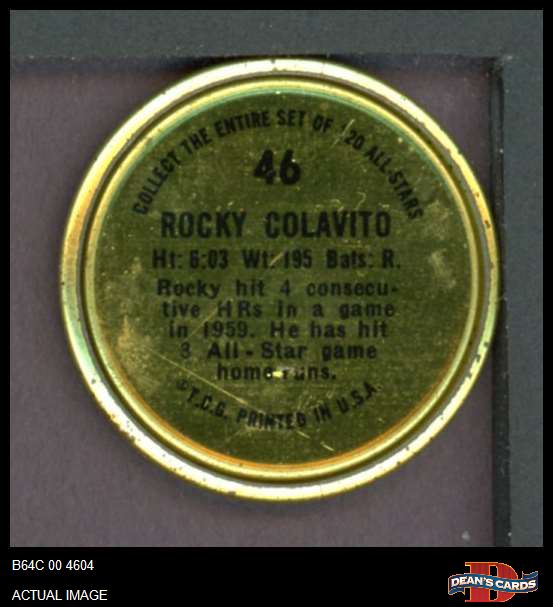 COLLECT THE ENTIRE SET OF 120 ALL-STARS
46
ROCKY COLAVITO
Ht: 6:03 Wt: 195 Bats: R.
Rocky hit 4 consecu-
tive HRs in a game
in 1959. He has hit
3 All-Star game
home runs.
© T.C.G. PRINTED IN U.S.A.
B64C 00 4604
ACTUAL IMAGE
D
DEAN'S CARDS